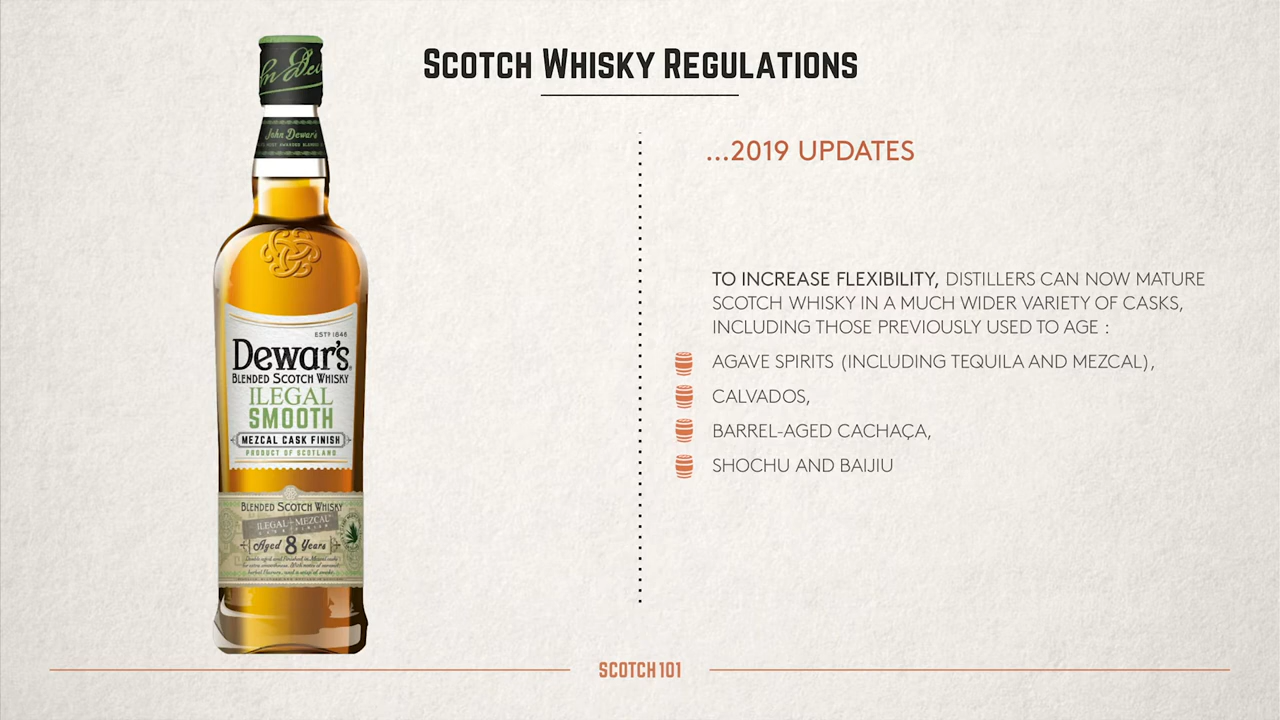 Scotch Whisky Regulations
John Dewar's
ESTD 1846
Dewar's
Blended Scotch Whisky
ILEGAL
SMOOTH
MEZCAL CASK FINISH
PRODUCT OF SCOTLAND
Blended Scotch Whisky
ILEGAL MEZCAL
Aged 8 Years
...2019 UPDATES
TO INCREASE FLEXIBILITY, DISTILLERS CAN NOW MATURE
SCOTCH WHISKY IN A MUCH WIDER VARIETY OF CASKS,
INCLUDING THOSE PREVIOUSLY USED TO AGE :
AGAVE SPIRITS (INCLUDING TEQUILA AND MEZCAL),
CALVADOS,
BARREL-AGED CACHAÇA,
SHOCHU AND BAIJIU
SCOTCH 101